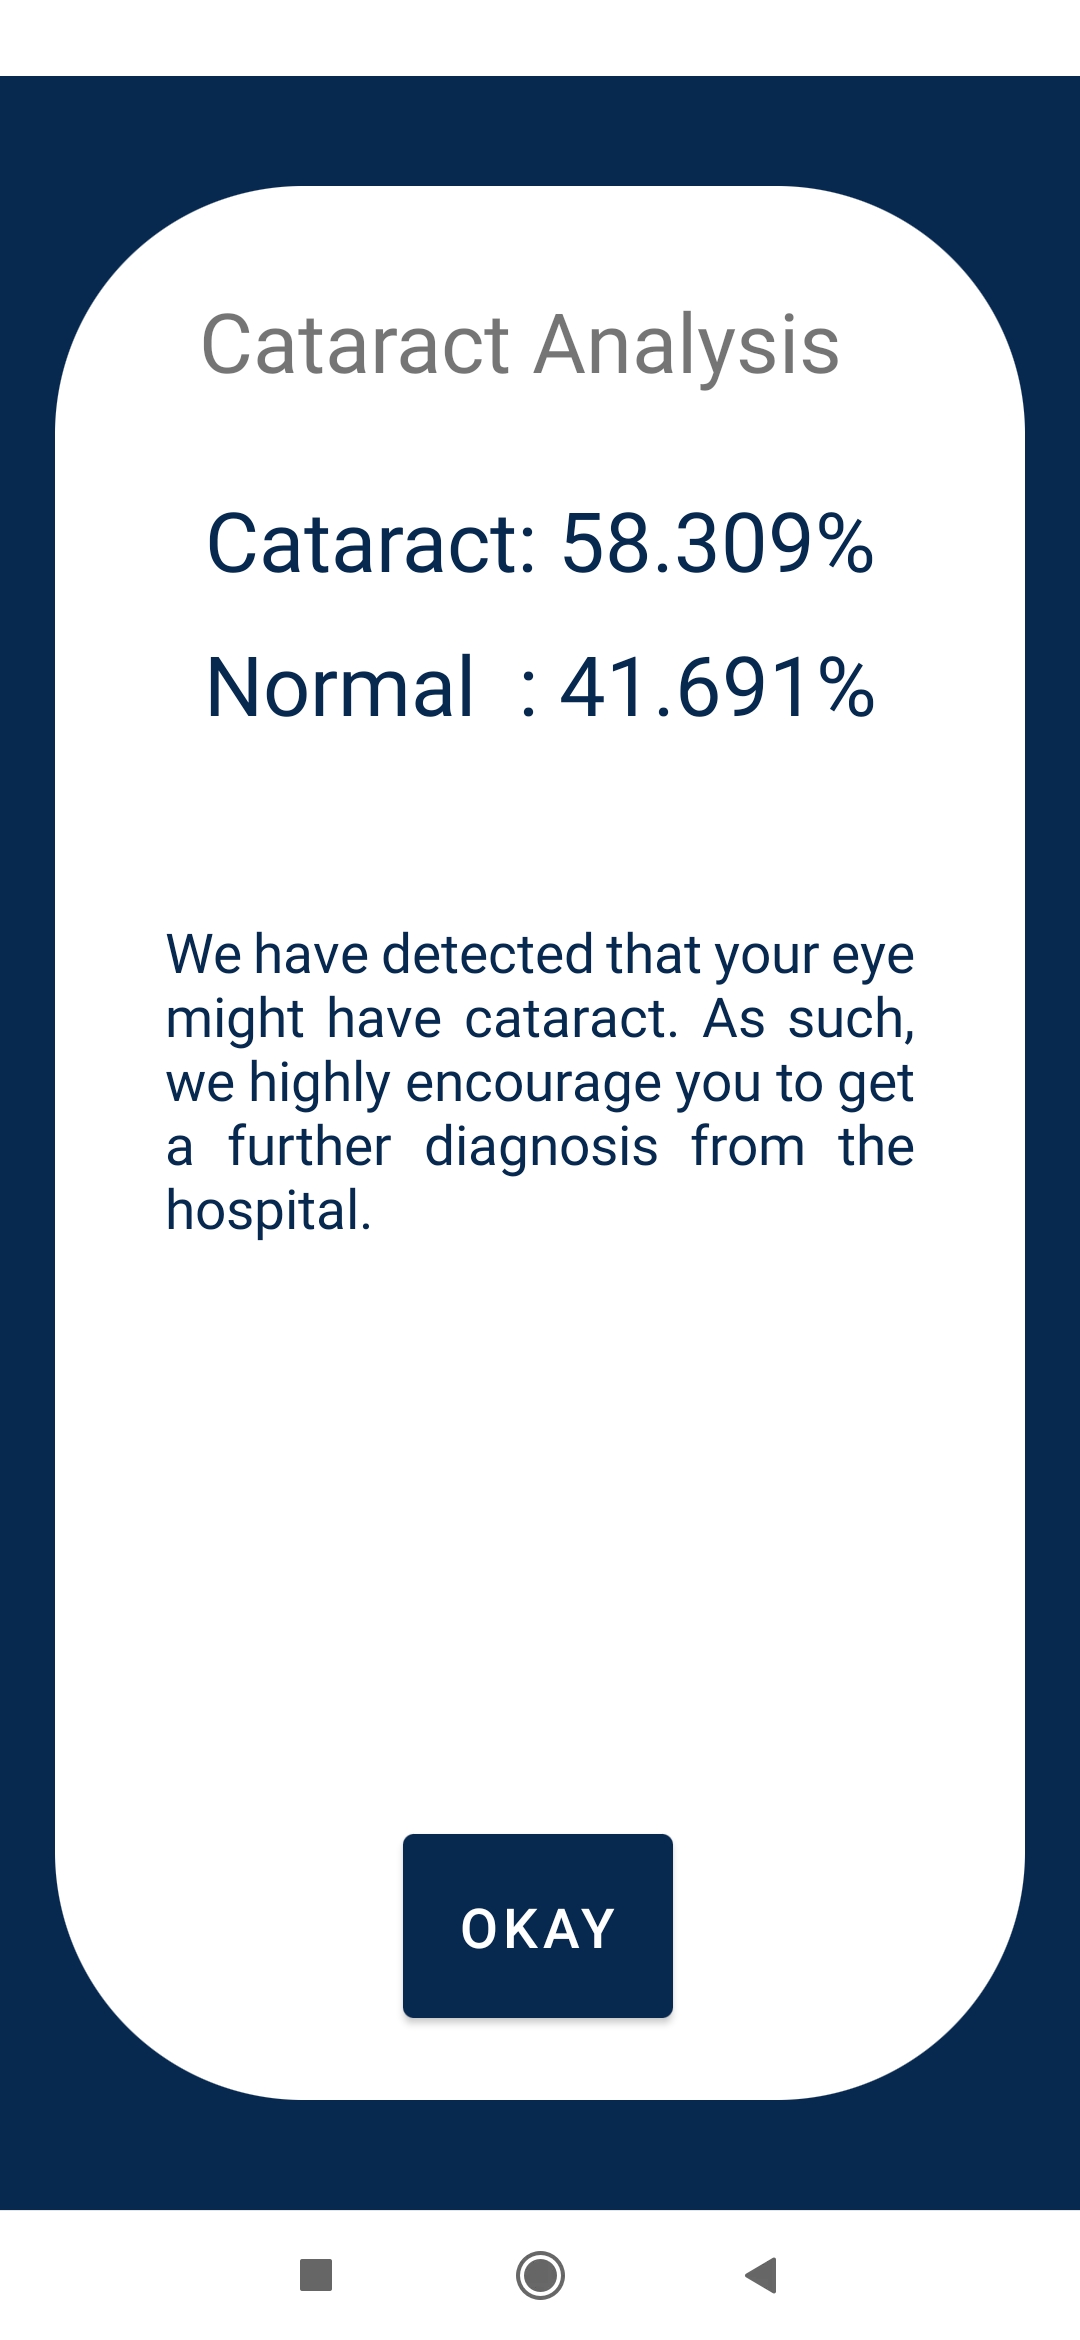 Cataract Analysis
Cataract: 58.309%
Normal : 41.691%
We have detected that your eye
might have cataract. As such,
we highly encourage you to get
a further diagnosis from the
hospital.
OKAY